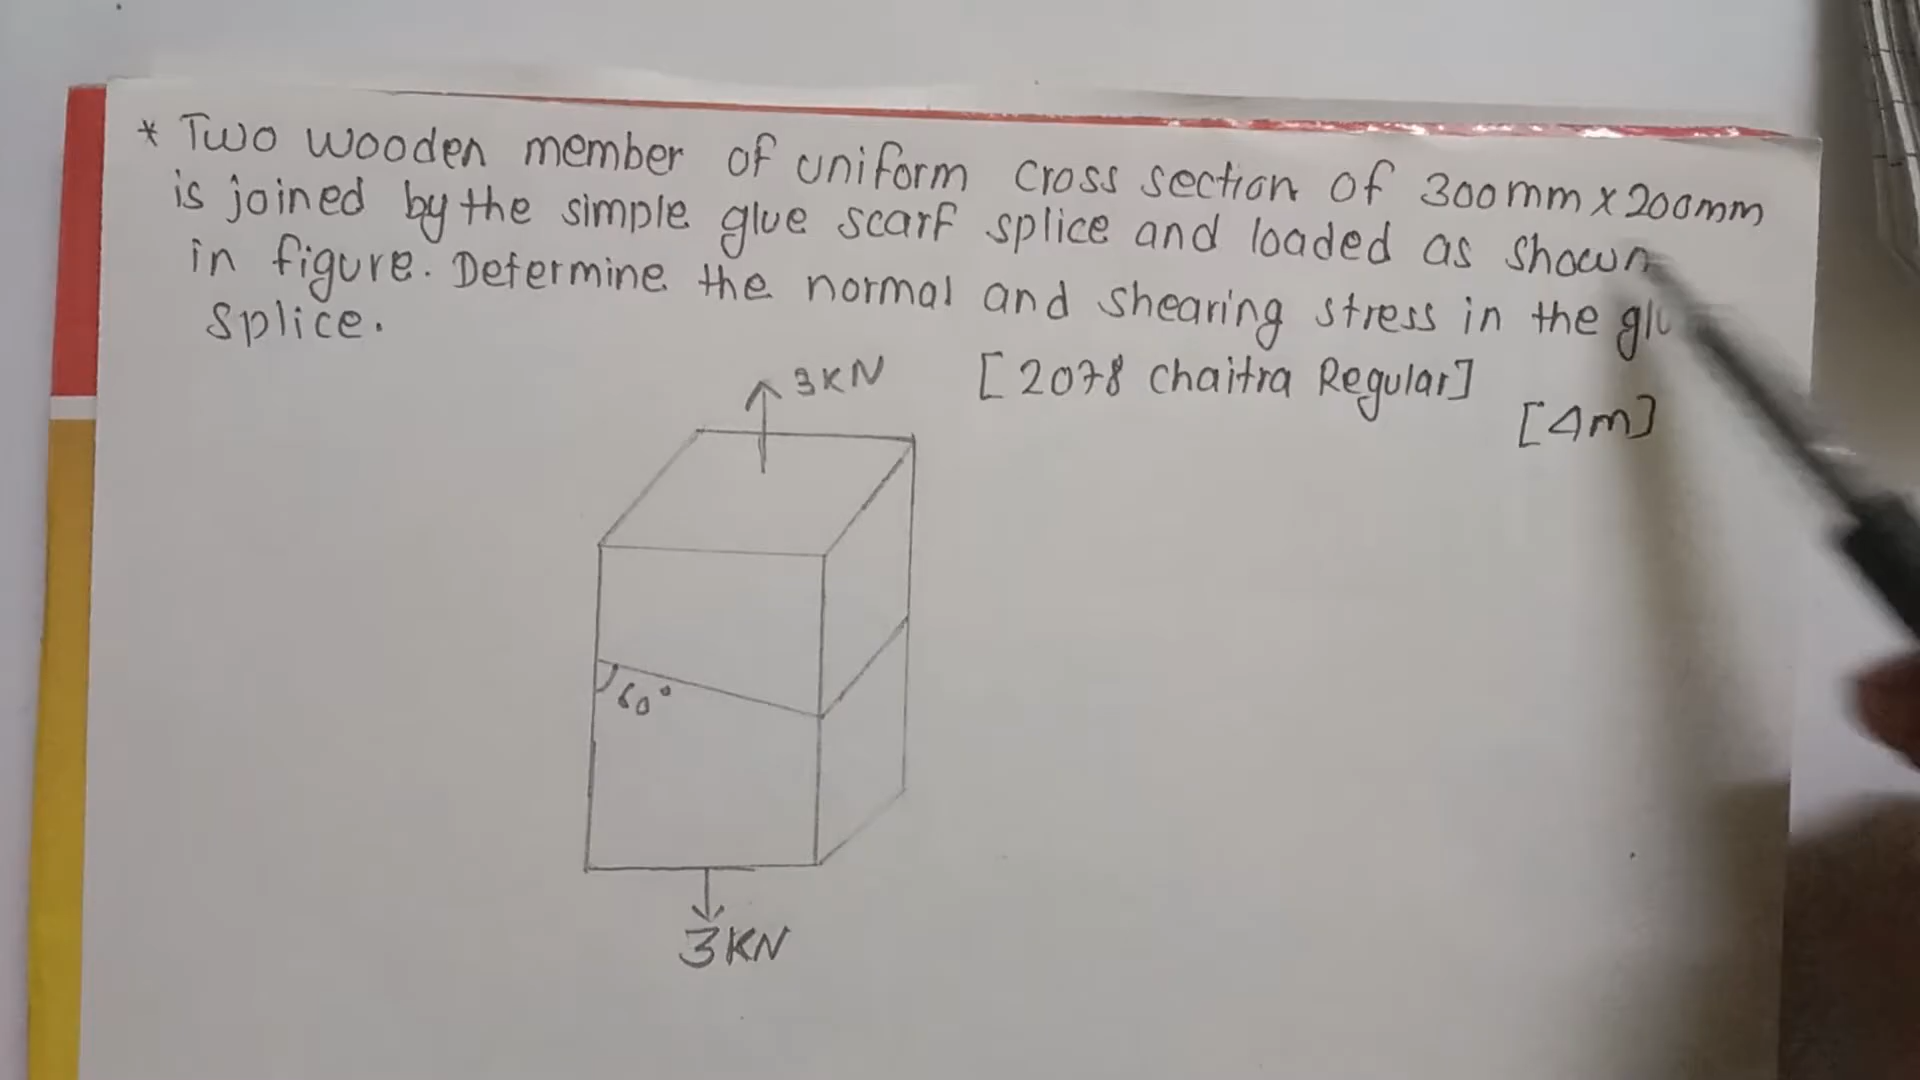 * Two wooden member of uniform cross section of 300mm x 200mm
is joined by the simple glue scarf splice and loaded as shown
in figure. Determine the normal and shearing stress in the
splice.
3KN
[2078 Chaitra Regular]
[4m]
60°
3KN